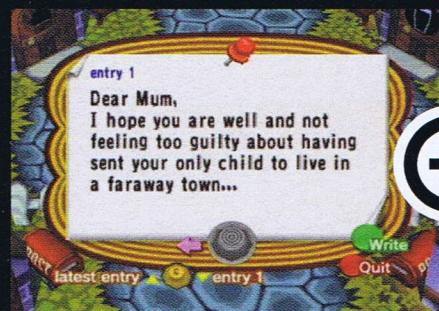 entry 1
Dear Mum,
I hope you are well and not
feeling too guilty about having
sent your only child to live in
a faraway town...
Write
Quit
latest entry
entry 1
POST